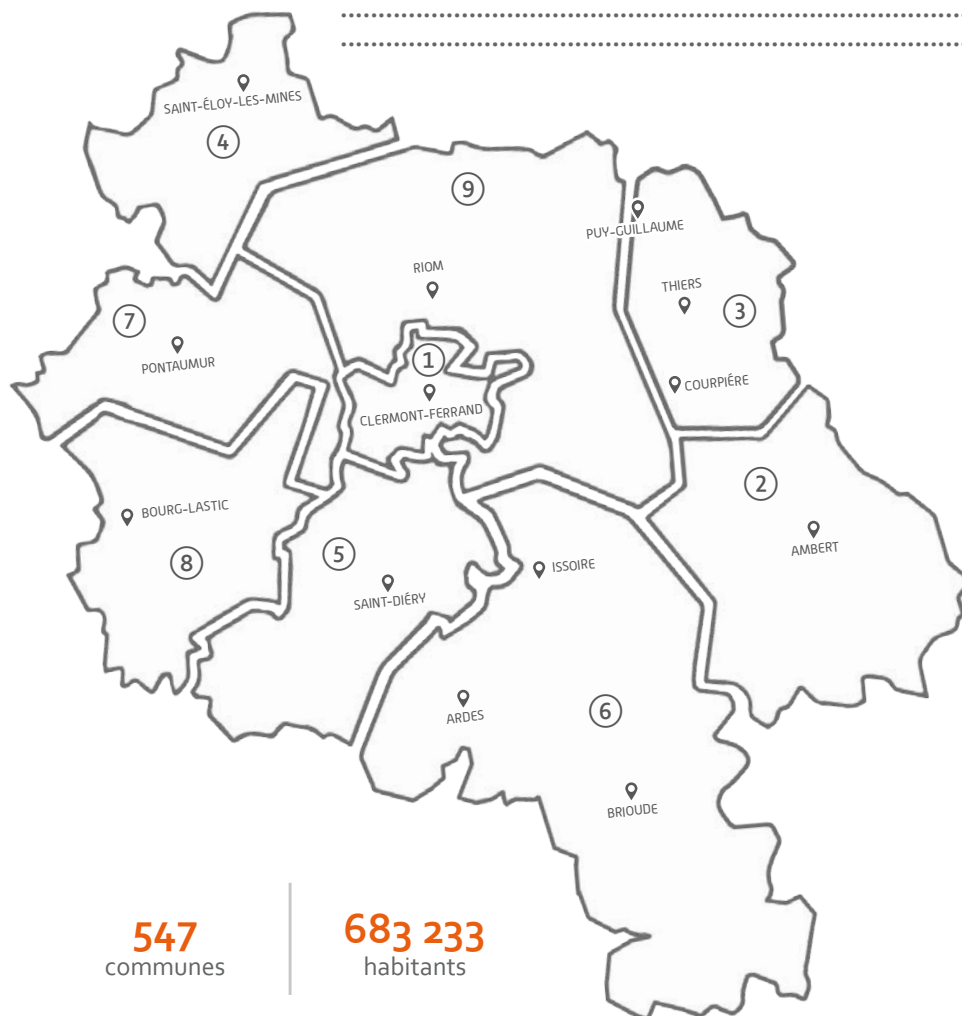 SAINT-ÉLOY-LES-MINES
4
9
PUY-GUILLAUME
RIOM
THIERS
3
7
PONTAUMUR
1
COURPIÉRE
CLERMONT-FERRAND
2
BOURG-LASTIC
AMBERT
5
8
ISSOIRE
SAINT-DIÉRY
ARDES
6
BRIOUDE
547
communes
683 233
habitants